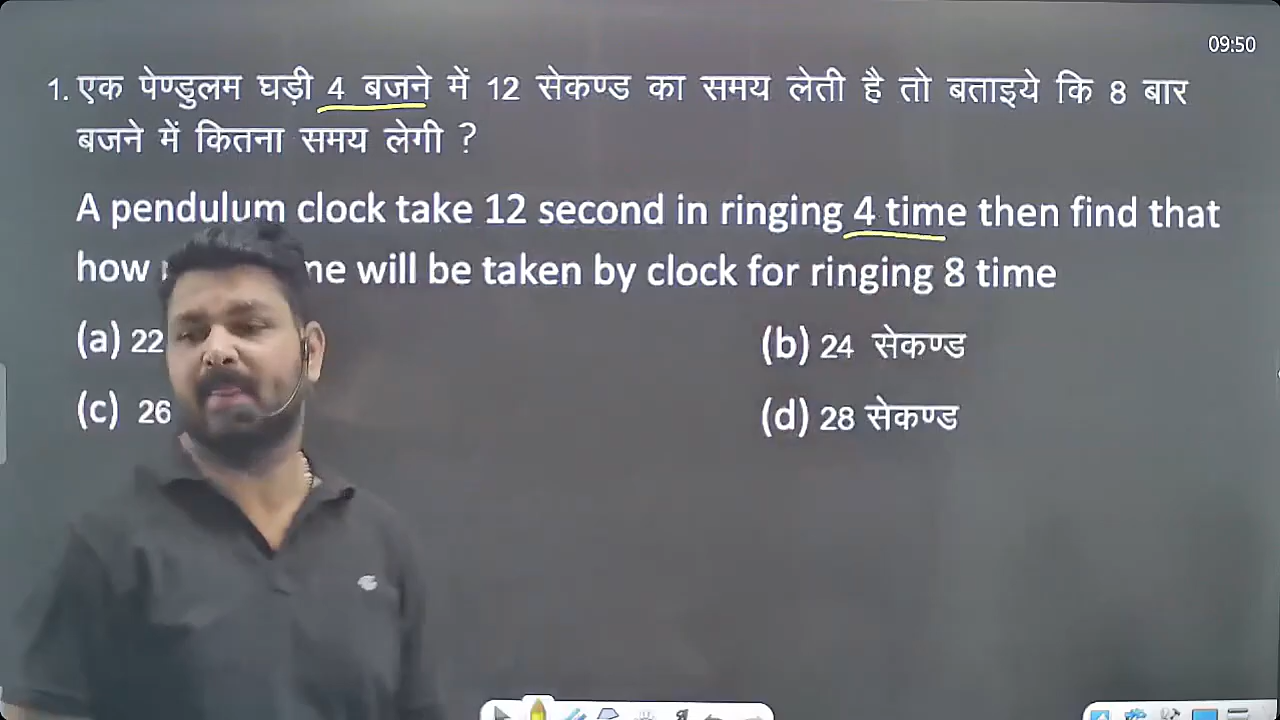 09:50
1. एक पेण्डुलम घड़ी 4 बजने में 12 सेकण्ड का समय लेती है तो बताइये कि 8 बार
बजने में कितना समय लेगी ?
A pendulum clock take 12 second in ringing 4 time then find that
how will be taken by clock for ringing 8 time
(a) 22
(b) 24 सेकण्ड
(c) 26
(d) 28 सेकण्ड